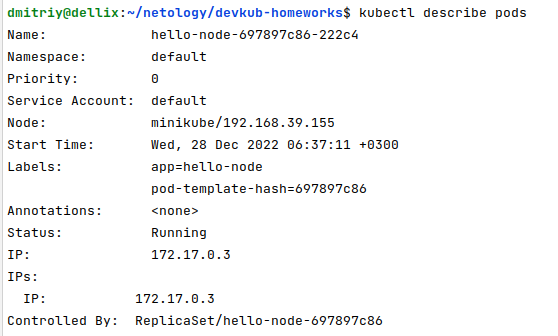 dmitriy@dellix:~/netology/devkub-homeworks$ kubectl describe pods
Name:             hello-node-697897c86-222c4
Namespace:        default
Priority:         0
Service Account:  default
Node:             minikube/192.168.39.155
Start Time:       Wed, 28 Dec 2022 06:37:11 +0300
Labels:           app=hello-node
                  pod-template-hash=697897c86
Annotations:      <none>
Status:           Running
IP:               172.17.0.3
IPs:
  IP:           172.17.0.3
Controlled By:  ReplicaSet/hello-node-697897c86